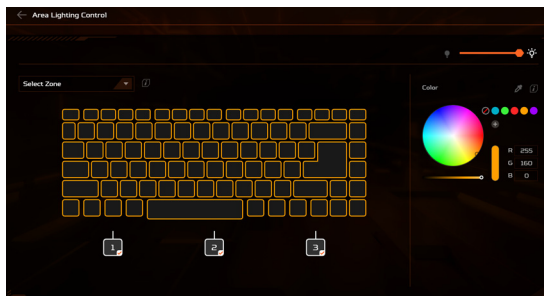 Area Lighting Control
Select Zone
Color
R 255
G 160
B 0
1
2
3